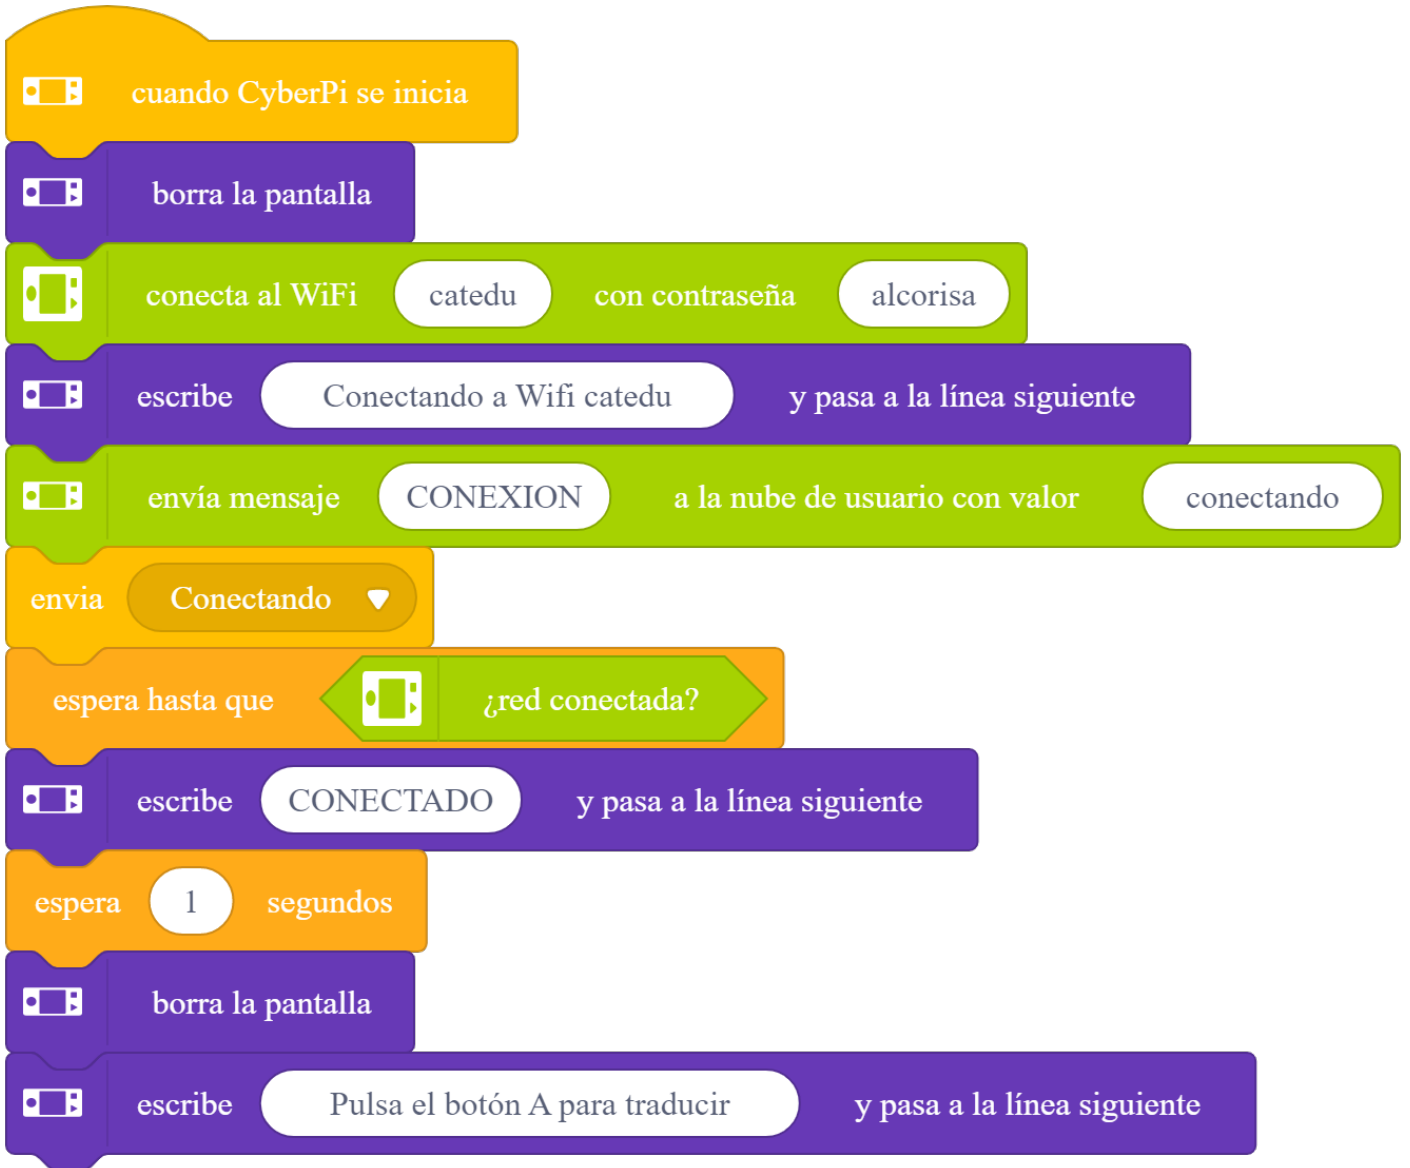 cuando CyberPi se inicia
borra la pantalla
conecta al WiFi catedu con contraseña alcorisa
escribe Conectando a Wifi catedu y pasa a la línea siguiente
envía mensaje CONEXION a la nube de usuario con valor conectando
envia Conectando
espera hasta que ¿red conectada?
escribe CONECTADO y pasa a la línea siguiente
espera 1 segundos
borra la pantalla
escribe Pulsa el botón A para traducir y pasa a la línea siguiente